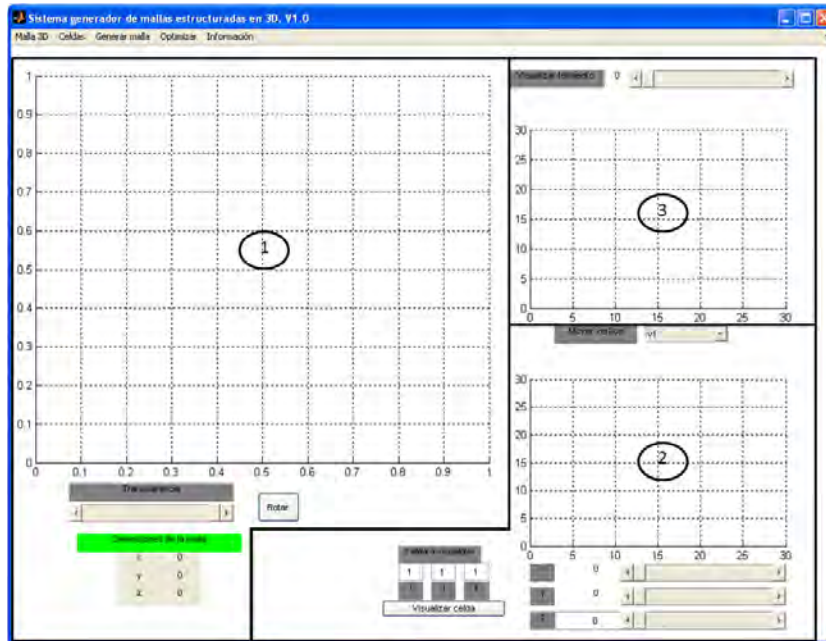 Sistema generador de mallas estructuradas en 3D. V1.0
Malla 3D Celdas Generar malla Optimizar Información
1
0.9
0.8
0.7
0.6
0.5
0.4
0.3
0.2
0.1
0
0 0.1 0.2 0.3 0.4 0.5 0.6 0.7 0.8 0.9 1
1
Transparencia
Rotar
Dimensiones de la malla
x 0
y 0
z 0
Visualizar 0
30
25
20
15
10
5
0
0 5 10 15 20 25 30
3
Mover vértice v1
30
25
20
15
10
5
0
0 5 10 15 20 25 30
2
0
0
0
Celda a visualizar
1 1 1
Visualizar celda